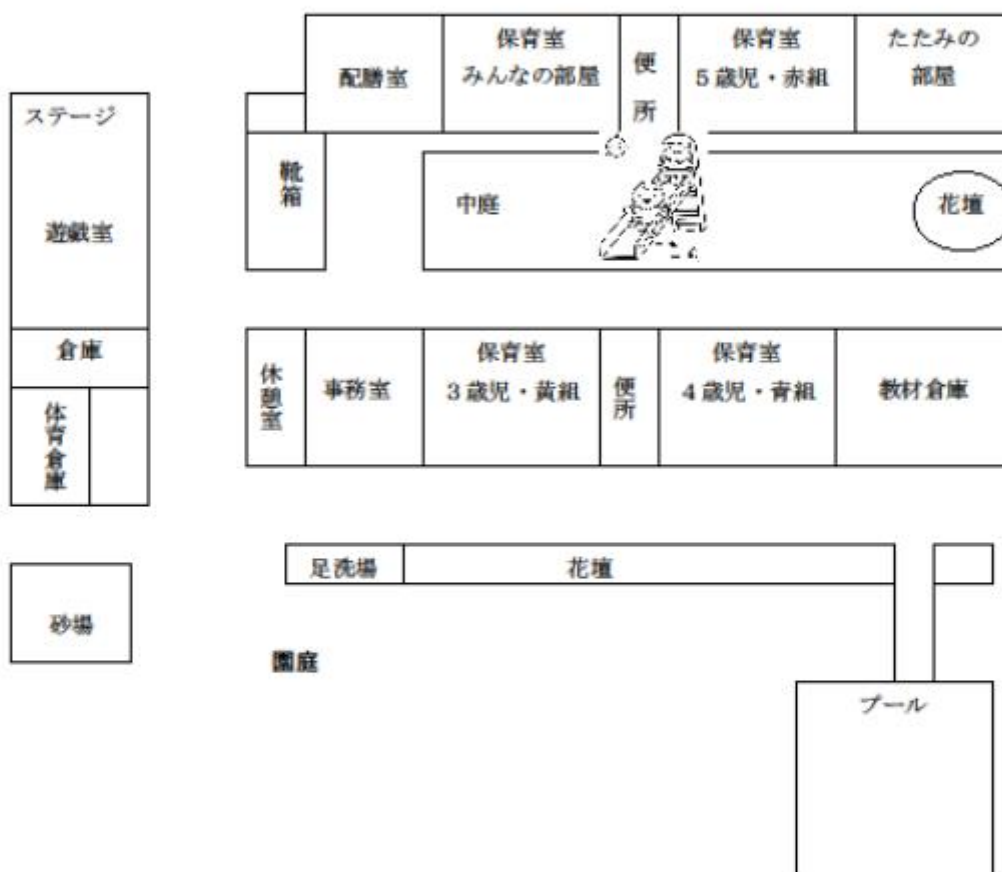 配膳室
保育室
みんなの部屋
便所
保育室
5歳児・赤組
たたみの
部屋
ステージ
遊戯室
靴箱
中庭
花壇
倉庫
体育倉庫
休憩室
事務室
保育室
3歳児・黄組
便所
保育室
4歳児・青組
教材倉庫
足洗場
花壇
砂場
園庭
プール